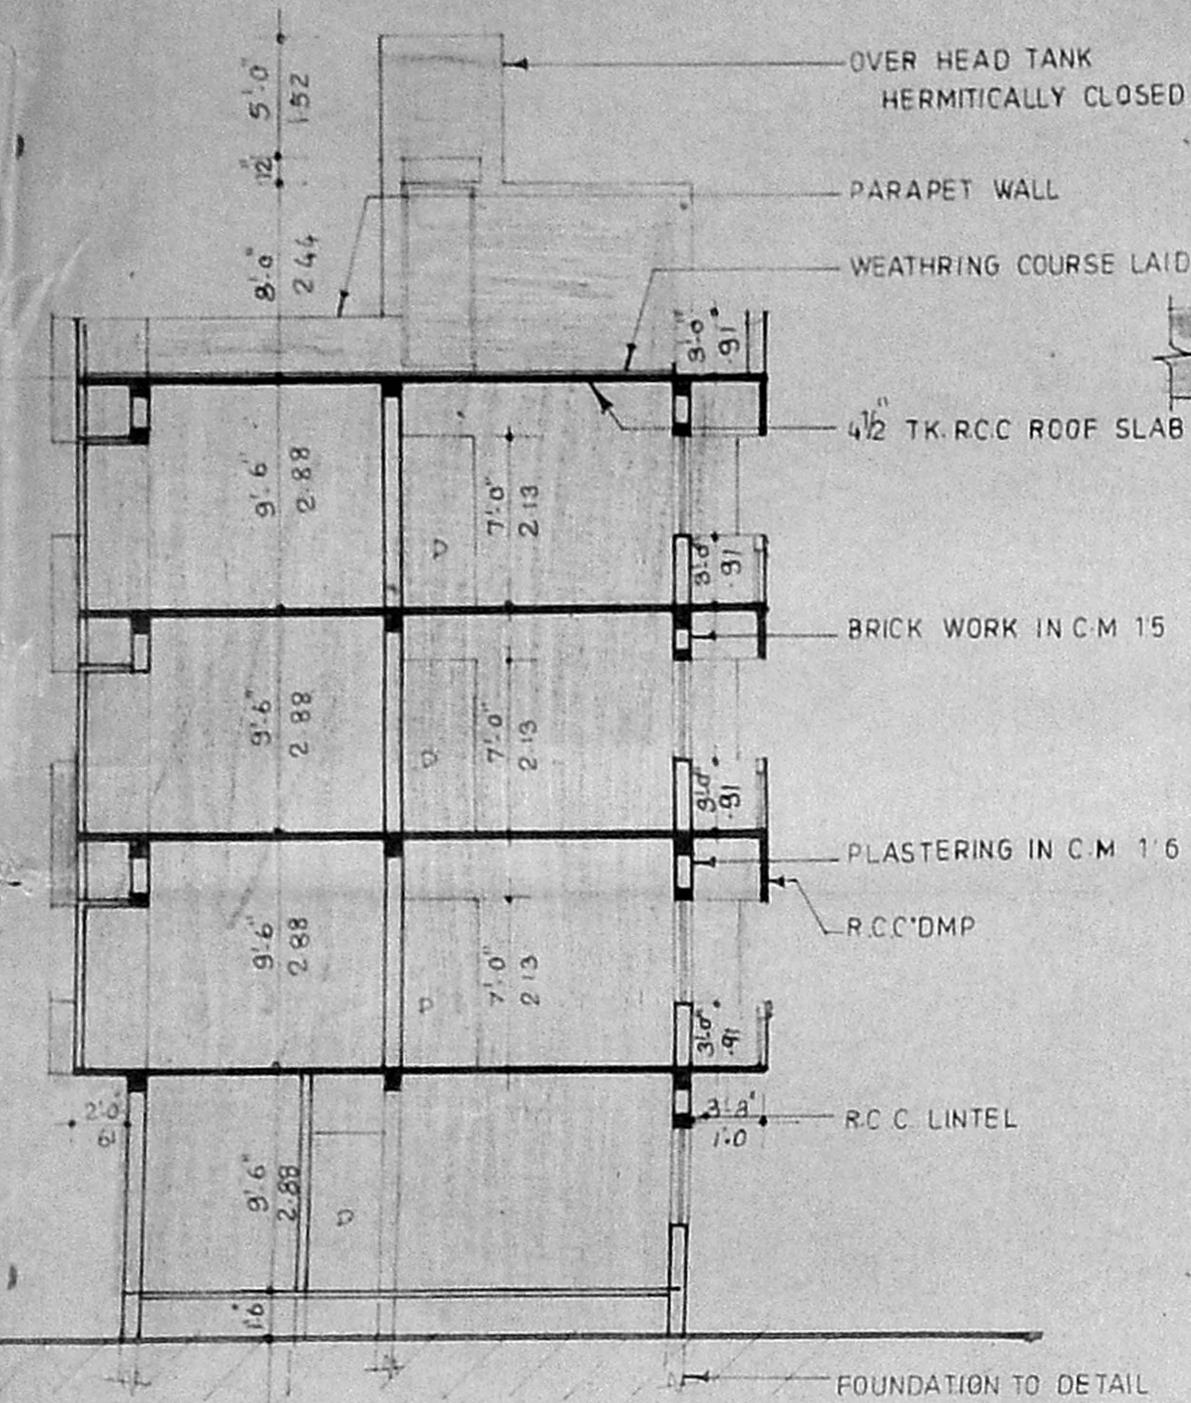 5'-0"
1.52
12"
8'-0"
2.44
OVER HEAD TANK
HERMITICALLY CLOSED
PARAPET WALL
WEATHRING COURSE LAID
3'-0"
.91
4½" TK. R.C.C ROOF SLAB
9'-6"
2.88
7'-0"
2.13
D
3'-0"
.91
BRICK WORK IN C.M 1'5
9'-6"
2.88
7'-0"
2.13
D
3'-0"
.91
PLASTERING IN C.M 1'6
R.C.C'DMP
9'-6"
2.88
7'-0"
2.13
D
3'-0"
.91
2'-0"
61
3'-3"
1.0
R.C.C. LINTEL
9'-6"
2.88
D
1'6"
FOUNDATION TO DETAIL